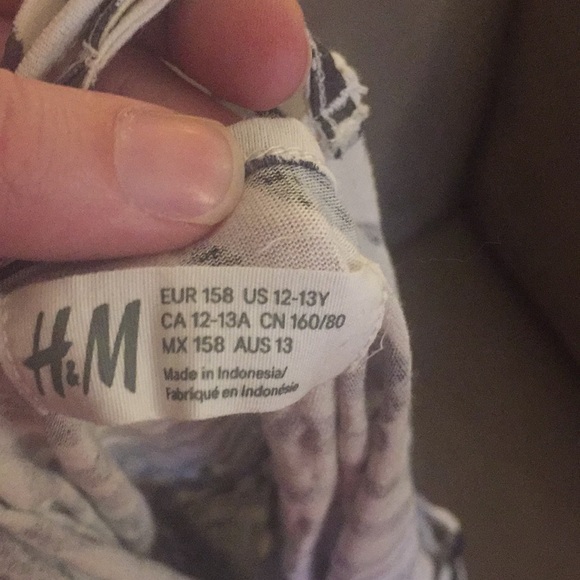 H&M
EUR 158 US 12-13Y
CA 12-13A CN 160/80
MX 158 AUS 13
Made in Indonesia/
Fabriqué en Indonésie